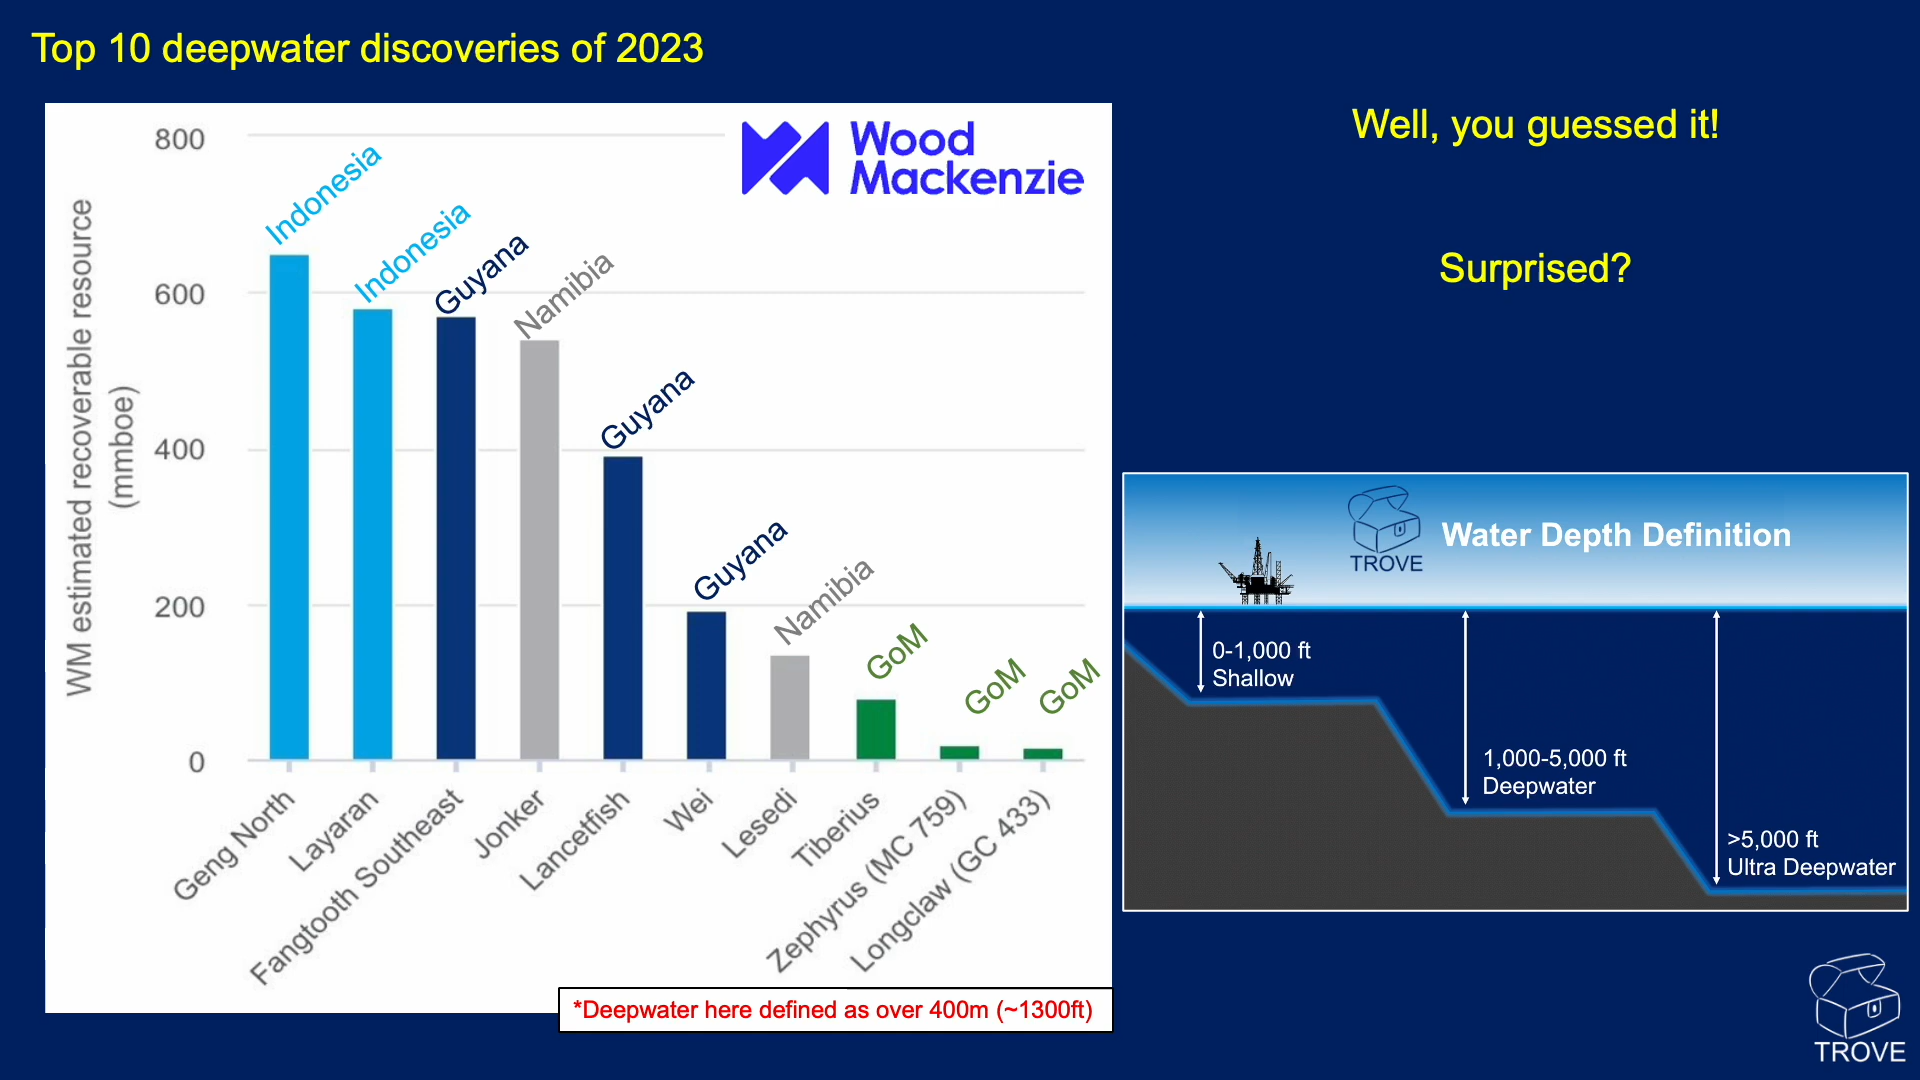 Top 10 deepwater discoveries of 2023
Well, you guessed it!
Surprised?
Wood
Mackenzie
WM estimated recoverable resource
(mmboe)
800
600
400
200
0
Indonesia
Indonesia
Guyana
Namibia
Guyana
Guyana
Namibia
GoM
GoM
GoM
Geng North
Layaran
Fangtooth Southeast
Jonker
Lancetfish
Wei
Lesedi
Tiberius
Zephyrus (MC 759)
Longclaw (GC 433)
*Deepwater here defined as over 400m (~1300ft)
TROVE
Water Depth Definition
0-1,000 ft
Shallow
1,000-5,000 ft
Deepwater
>5,000 ft
Ultra Deepwater
TROVE